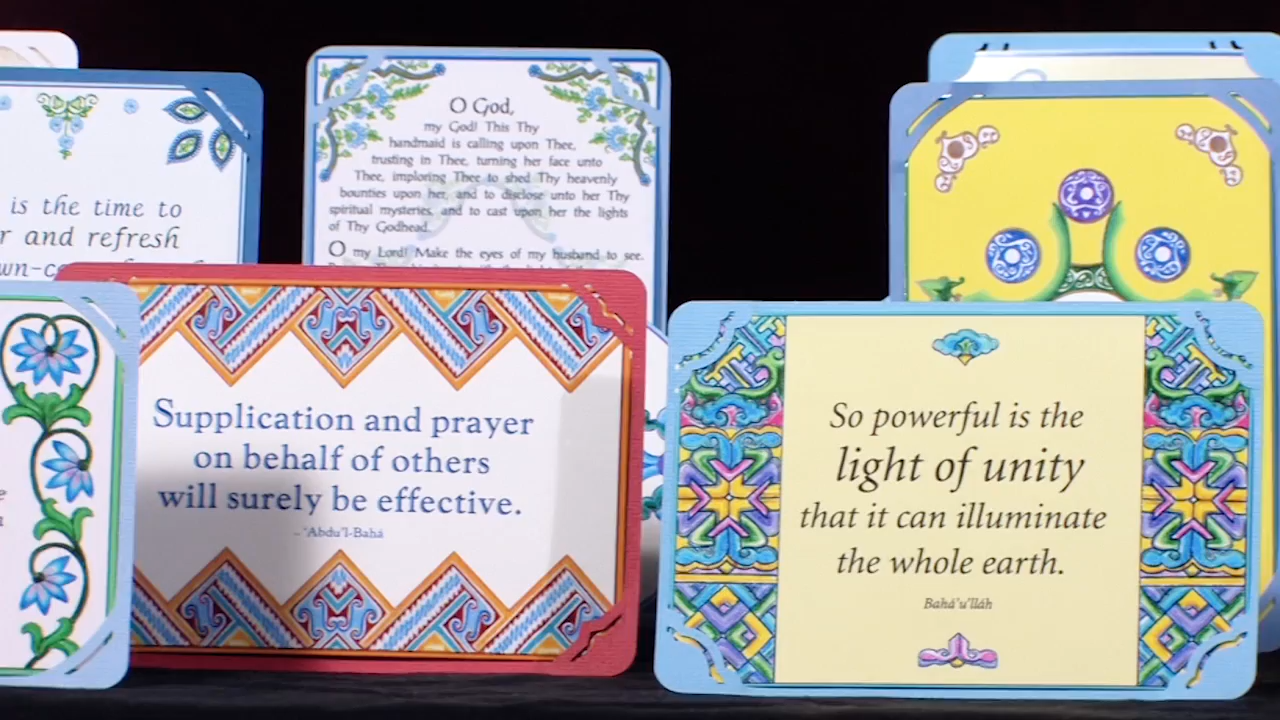 is the time to
r and refresh
O God,
my God! This Thy
handmaid is calling upon Thee,
trusting in Thee, turning her face unto
Thee, imploring Thee to shed Thy heavenly
bounties upon her, and to disclose unto her Thy
spiritual mysteries, and to cast upon her the lights
of Thy Godhead.
O my Lord! Make the eyes of my husband to see.
Supplication and prayer
on behalf of others
will surely be effective.
– ‘Abdu’l-Bahá
So powerful is the
light of unity
that it can illuminate
the whole earth.
Bahá’u’lláh